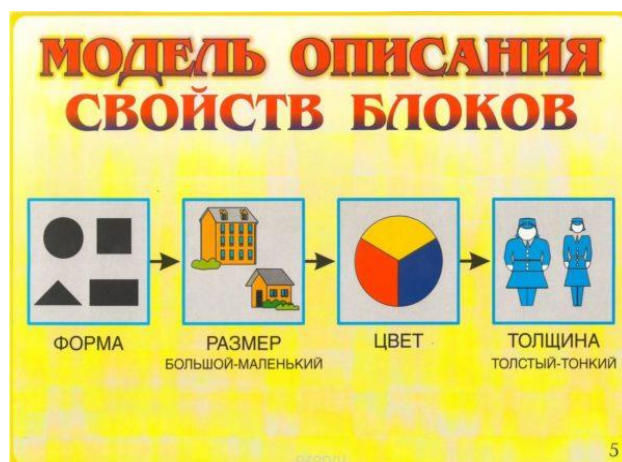 МОДЕЛЬ ОПИСАНИЯ
СВОЙСТВ БЛОКОВ
ФОРМА
РАЗМЕР
БОЛЬШОЙ-МАЛЕНЬКИЙ
ЦВЕТ
ТОЛЩИНА
ТОЛСТЫЙ-ТОНКИЙ
5